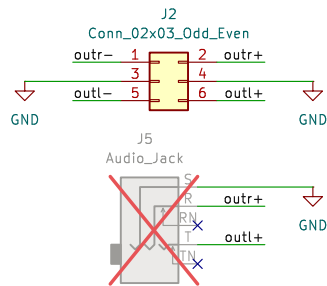 J2
Conn_02x03_Odd_Even
outr- 1 2 outr+
3 4
outl- 5 6 outl+
GND GND
J5
Audio_Jack
S
R outr+
RN
GND
T outl+
TN